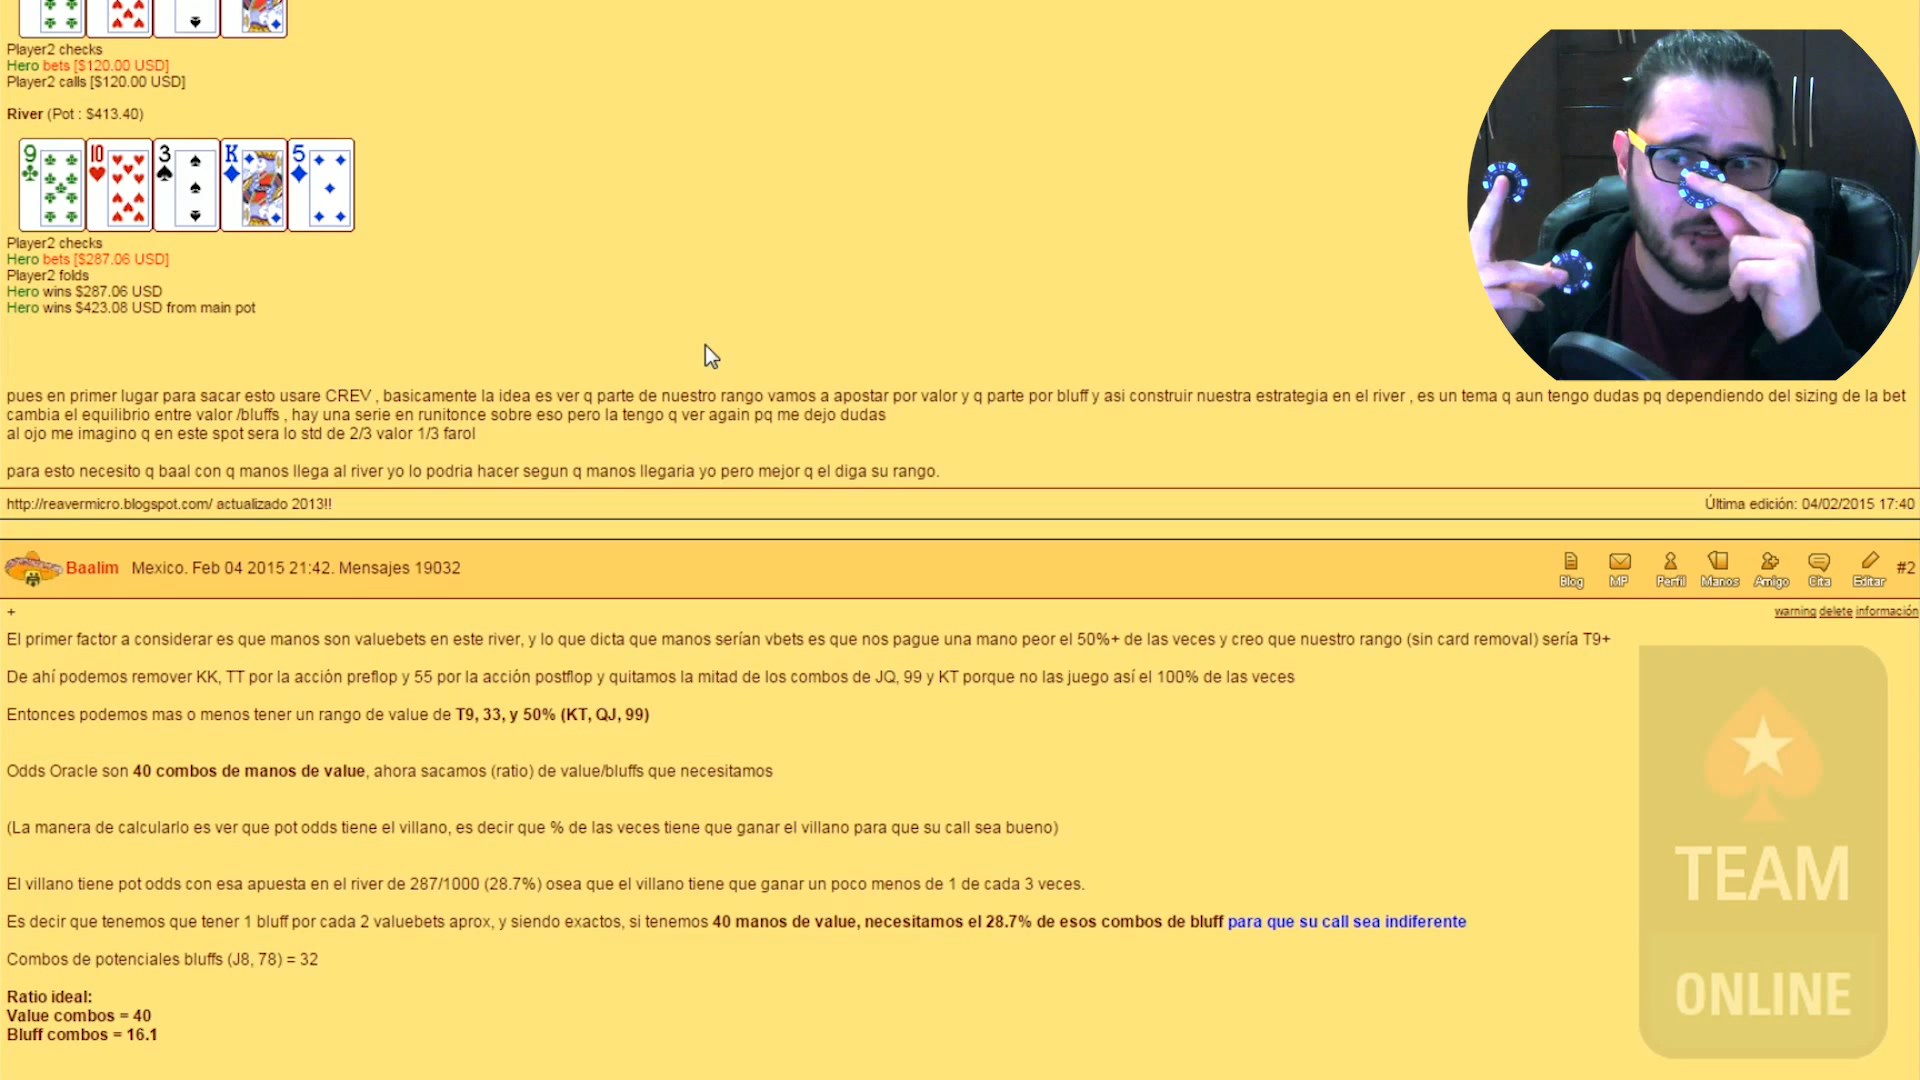 Player2 checks
Hero bets [$120.00 USD]
Player2 calls [$120.00 USD]
River (Pot : $413.40)
9 10 3 K 5
Player2 checks
Hero bets [$287.06 USD]
Player2 folds
Hero wins $287.06 USD
Hero wins $423.08 USD from main pot
pues en primer lugar para sacar esto usare CREV , basicamente la idea es ver q parte de nuestro rango vamos a apostar por valor y q parte por bluff y asi construir nuestra estrategia en el river , es un tema q aun tengo dudas pq dependiendo del sizing de la bet
cambia el equilibrio entre valor /bluffs , hay una serie en runitonce sobre eso pero la tengo q ver again pq me dejo dudas
al ojo me imagino q en este spot sera lo std de 2/3 valor 1/3 farol
para esto necesito q baal con q manos llega al river yo lo podria hacer segun q manos llegaria yo pero mejor q el diga su rango.
http://reavermicro.blogspot.com/ actualizado 2013!! Última edición: 04/02/2015 17:40
Baalim Mexico. Feb 04 2015 21:42. Mensajes 19032 Blog MP Perfil Manos Amigo Cita Editar #2
+ warning delete información
El primer factor a considerar es que manos son valuebets en este river, y lo que dicta que manos serían vbets es que nos pague una mano peor el 50%+ de las veces y creo que nuestro rango (sin card removal) sería T9+
De ahí podemos remover KK, TT por la acción preflop y 55 por la acción postflop y quitamos la mitad de los combos de JQ, 99 y KT porque no las juego así el 100% de las veces
Entonces podemos mas o menos tener un rango de value de T9, 33, y 50% (KT, QJ, 99)
Odds Oracle son 40 combos de manos de value, ahora sacamos (ratio) de value/bluffs que necesitamos
(La manera de calcularlo es ver que pot odds tiene el villano, es decir que % de las veces tiene que ganar el villano para que su call sea bueno)
El villano tiene pot odds con esa apuesta en el river de 287/1000 (28.7%) osea que el villano tiene que ganar un poco menos de 1 de cada 3 veces.
Es decir que tenemos que tener 1 bluff por cada 2 valuebets aprox, y siendo exactos, si tenemos 40 manos de value, necesitamos el 28.7% de esos combos de bluff para que su call sea indiferente
Combos de potenciales bluffs (J8, 78) = 32
Ratio ideal:
Value combos = 40
Bluff combos = 16.1
TEAM
ONLINE